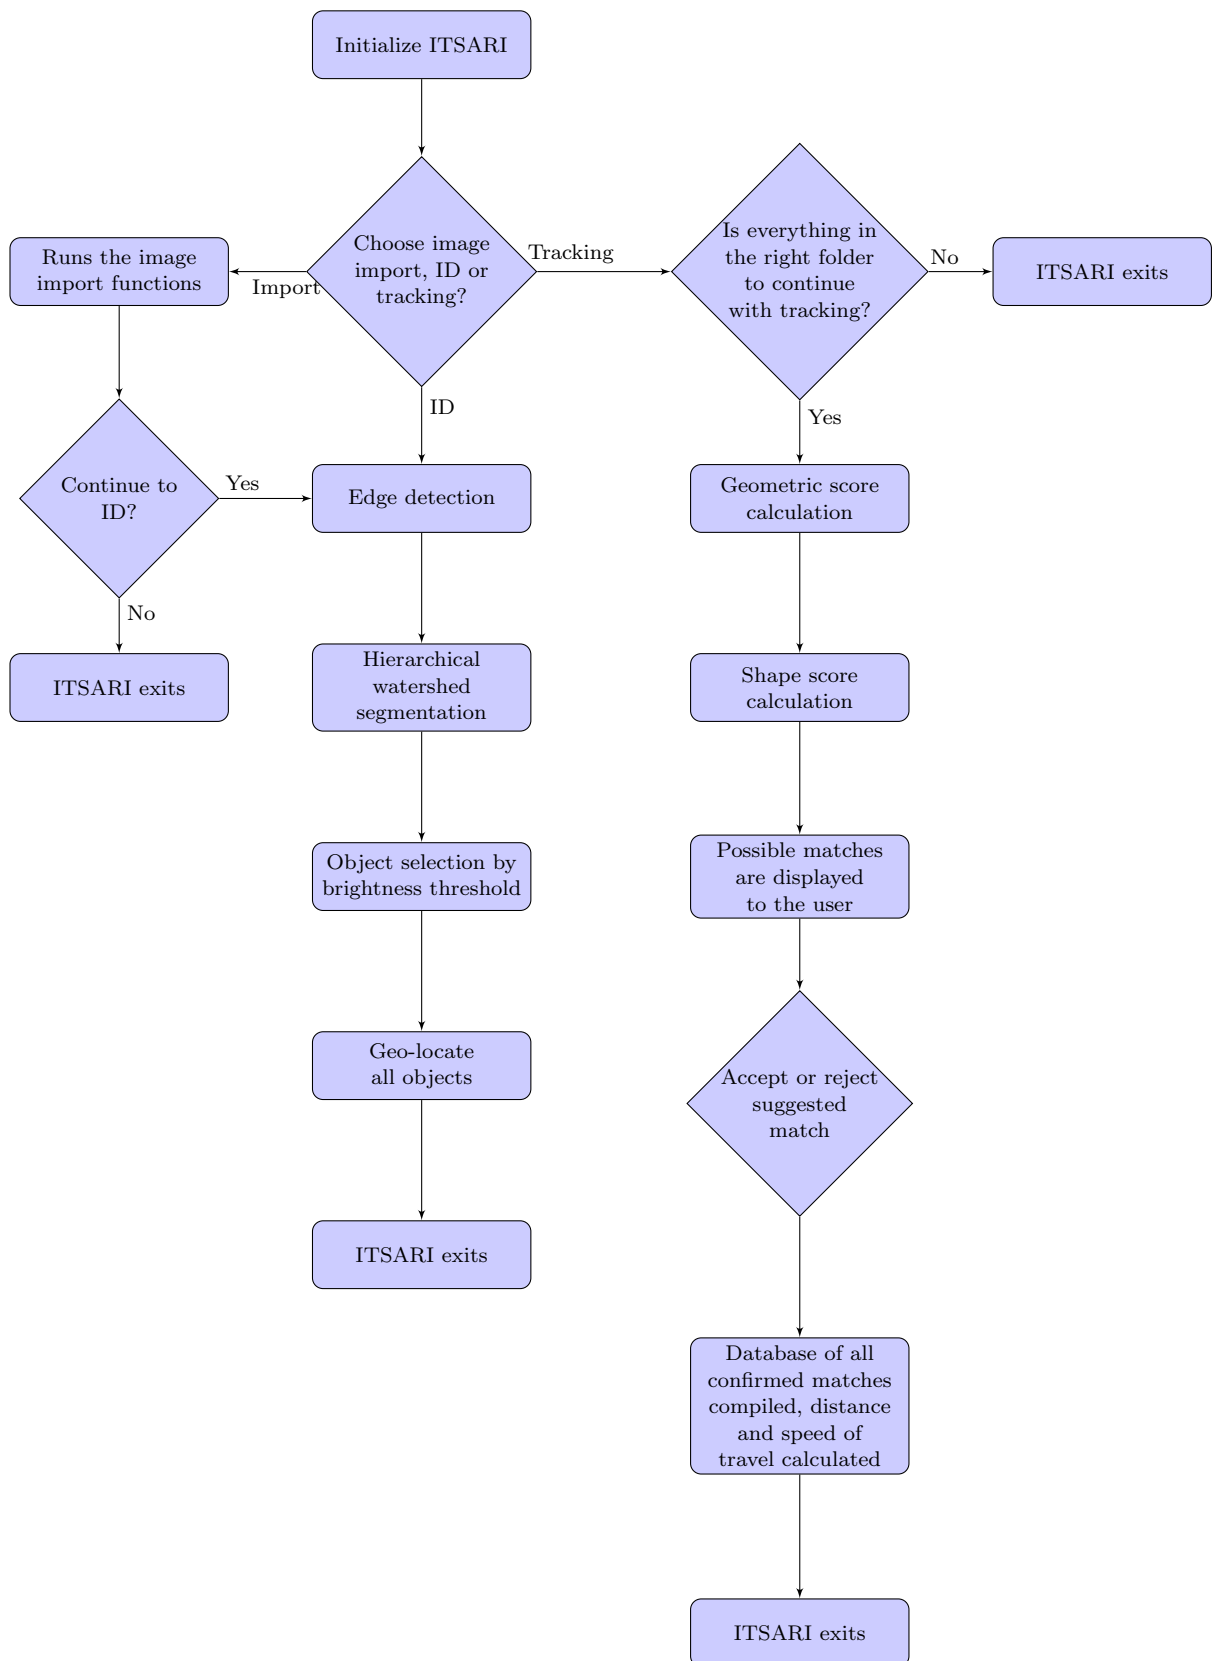 Initialize ITSARI
Choose image
import, ID or
tracking?
Import
Tracking
ID
Runs the image
import functions
Is everything in
the right folder
to continue
with tracking?
No
ITSARI exits
Yes
Continue to
ID?
Yes
No
ITSARI exits
Edge detection
Geometric score
calculation
Hierarchical
watershed
segmentation
Shape score
calculation
Object selection by
brightness threshold
Possible matches
are displayed
to the user
Geo-locate
all objects
Accept or reject
suggested
match
ITSARI exits
Database of all
confirmed matches
compiled, distance
and speed of
travel calculated
ITSARI exits